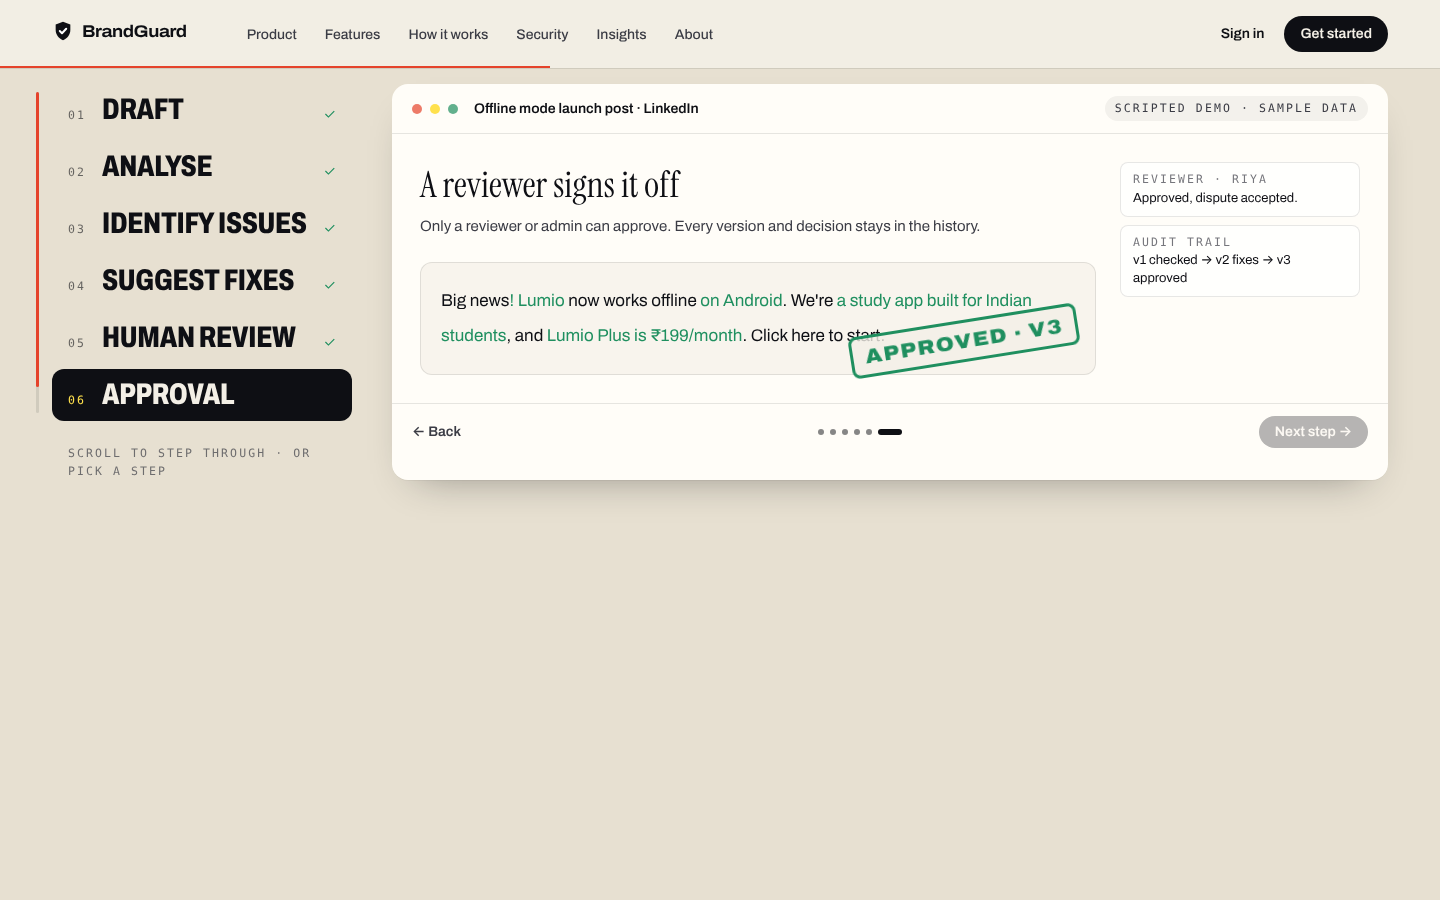 BrandGuard
Product
Features
How it works
Security
Insights
About
Sign in
Get started
01 DRAFT ✓
02 ANALYSE ✓
03 IDENTIFY ISSUES ✓
04 SUGGEST FIXES ✓
05 HUMAN REVIEW ✓
06 APPROVAL
SCROLL TO STEP THROUGH · OR
PICK A STEP
Offline mode launch post · LinkedIn
SCRIPTED DEMO · SAMPLE DATA
A reviewer signs it off
Only a reviewer or admin can approve. Every version and decision stays in the history.
Big news! Lumio now works offline on Android. We're a study app built for Indian
students, and Lumio Plus is ₹199/month. Click here to start.
APPROVED · V3
REVIEWER · RIYA
Approved, dispute accepted.
AUDIT TRAIL
v1 checked → v2 fixes → v3
approved
← Back
Next step →